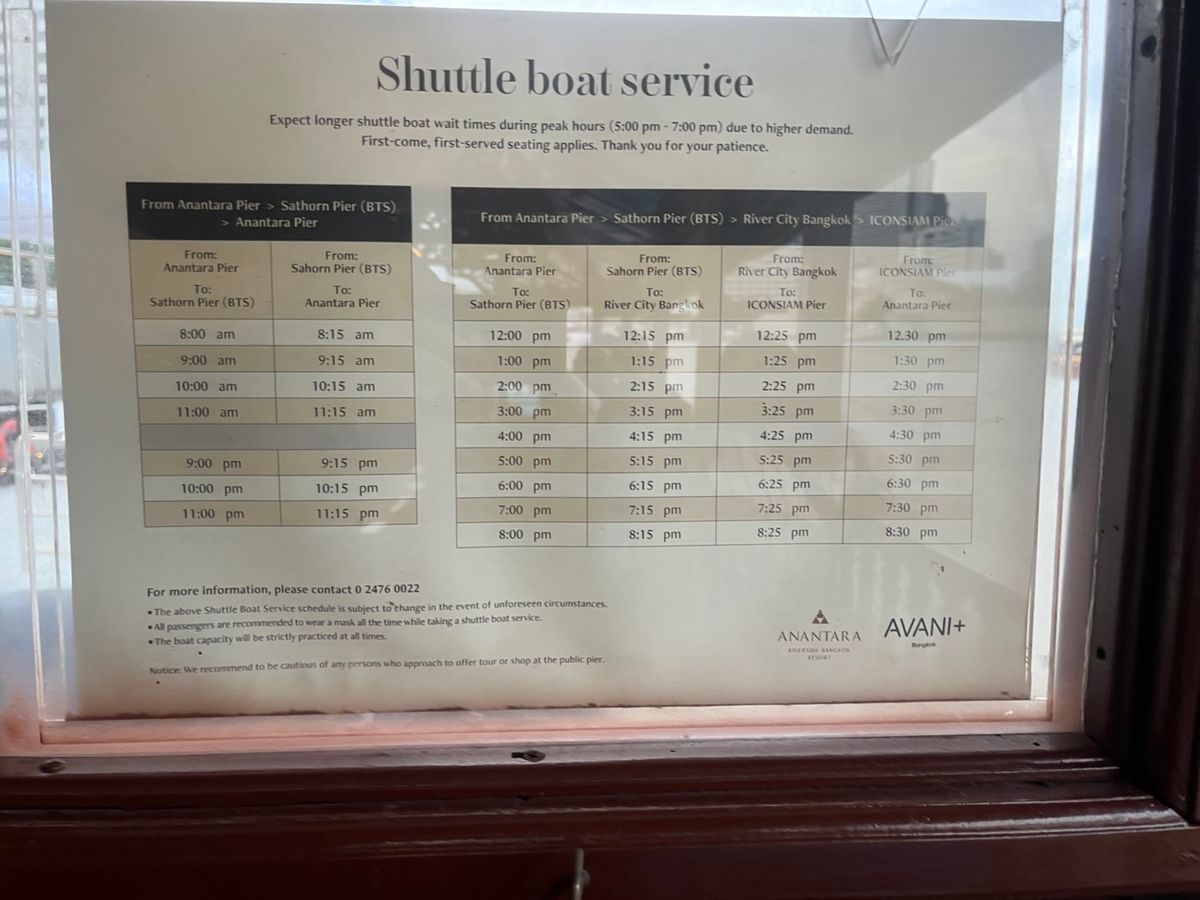 Shuttle boat service
Expect longer shuttle boat wait times during peak hours (5:00 pm - 7:00 pm) due to higher demand.
First-come, first-served seating applies. Thank you for your patience.
From Anantara Pier > Sathorn Pier (BTS)
> Anantara Pier
From: From:
Anantara Pier Sahorn Pier (BTS)
To: To:
Sathorn Pier (BTS) Anantara Pier
8:00 am 8:15 am
9:00 am 9:15 am
10:00 am 10:15 am
11:00 am 11:15 am
9:00 pm 9:15 pm
10:00 pm 10:15 pm
11:00 pm 11:15 pm
From Anantara Pier > Sathorn Pier (BTS) > River City Bangkok > ICONSIAM Pier
From: From: From: From:
Anantara Pier Sahorn Pier (BTS) River City Bangkok ICONSIAM Pier
To: To: To: To:
Sathorn Pier (BTS) River City Bangkok ICONSIAM Pier Anantara Pier
12:00 pm 12:15 pm 12:25 pm 12.30 pm
1:00 pm 1:15 pm 1:25 pm 1:30 pm
2:00 pm 2:15 pm 2:25 pm 2:30 pm
3:00 pm 3:15 pm 3:25 pm 3:30 pm
4:00 pm 4:15 pm 4:25 pm 4:30 pm
5:00 pm 5:15 pm 5:25 pm 5:30 pm
6:00 pm 6:15 pm 6:25 pm 6:30 pm
7:00 pm 7:15 pm 7:25 pm 7:30 pm
8:00 pm 8:15 pm 8:25 pm 8:30 pm
For more information, please contact 0 2476 0022
• The above Shuttle Boat Service schedule is subject to change in the event of unforeseen circumstances.
• All passengers are recommended to wear a mask all the time while taking a shuttle boat service.
• The boat capacity will be strictly practiced at all times.
Notice: We recommend to be cautious of any persons who approach to offer tour or shop at the public pier.
ANANTARA
RIVERSIDE BANGKOK
RESORT
AVANI+
Bangkok